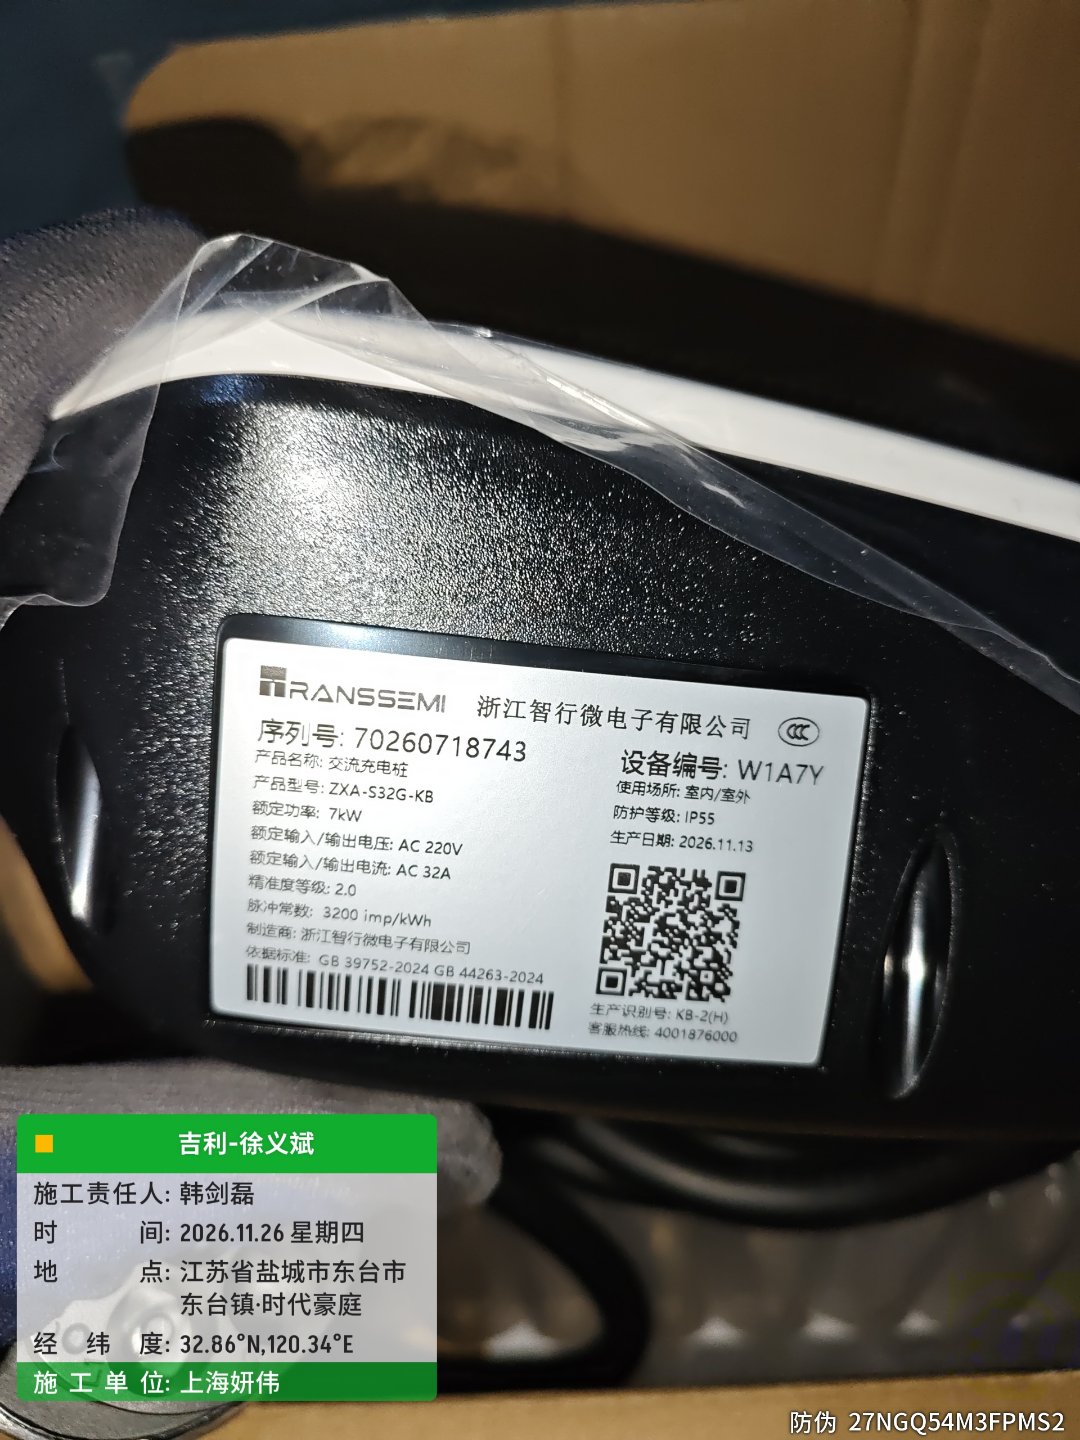 TRANSSEMI 浙江智行微电子有限公司 CCC
序列号: 70260718743
设备编号: W1A7Y
产品名称: 交流充电桩
使用场所: 室内/室外
产品型号: ZXA-S32G-KB
防护等级: IP55
额定功率: 7kW
生产日期: 2026.11.13
额定输入/输出电压: AC 220V
额定输入/输出电流: AC 32A
精准度等级: 2.0
脉冲常数: 3200 imp/kWh
制造商: 浙江智行微电子有限公司
依据标准: GB 39752-2024 GB 44263-2024
生产识别号: KB-2(H)
客服热线: 4001876000
吉利-徐义斌
施工责任人: 韩剑磊
时间: 2026.11.26 星期四
地点: 江苏省盐城市东台市
东台镇·时代豪庭
经纬度: 32.86°N,120.34°E
施工单位: 上海妍伟
防伪 27NGQ54M3FPMS2